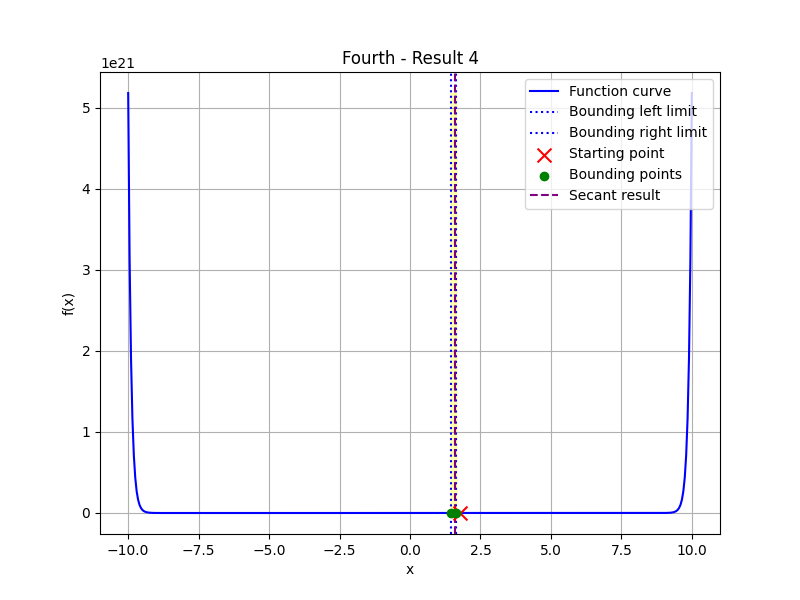 Fourth - Result 4
1e21
Function curve
Bounding left limit
Bounding right limit
Starting point
Bounding points
Secant result
5
4
3
2
1
0
f(x)
−10.0 −7.5 −5.0 −2.5 0.0 2.5 5.0 7.5 10.0
x